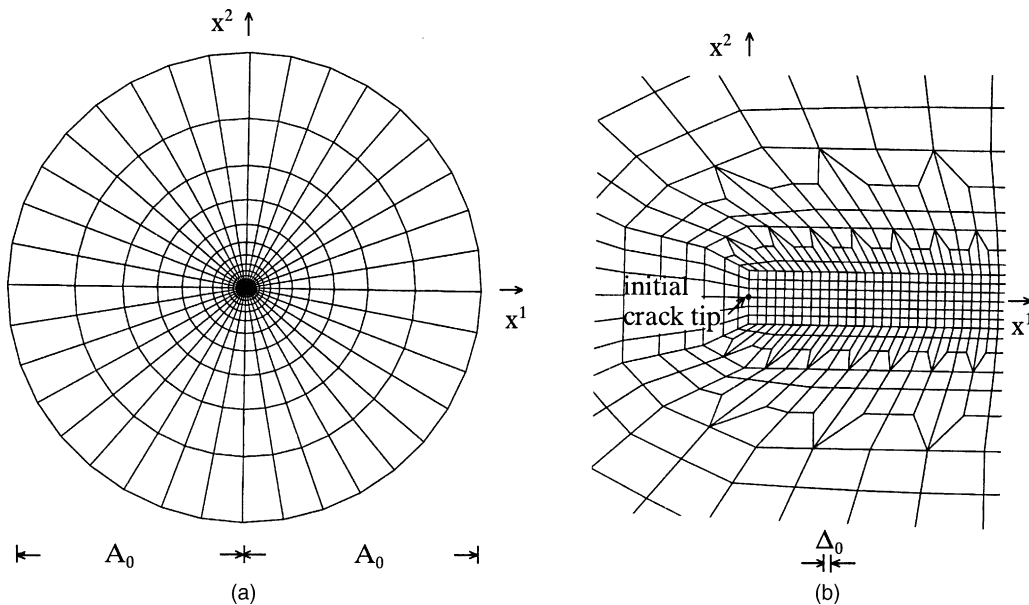 x²
x¹
A₀
A₀
(a)
x²
initial
crack tip
x¹
Δ₀
(b)